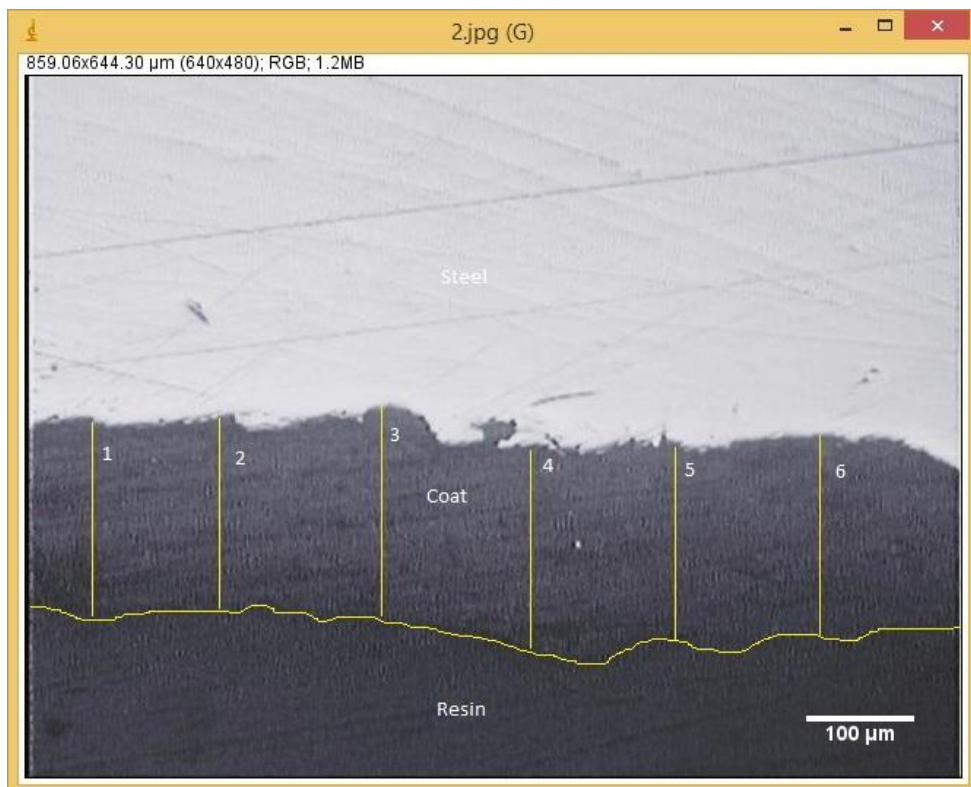 2.jpg (G)
859.06x644.30 µm (640x480); RGB; 1.2MB
Steel
3
1
2
4
5
6
Coat
Resin
100 µm